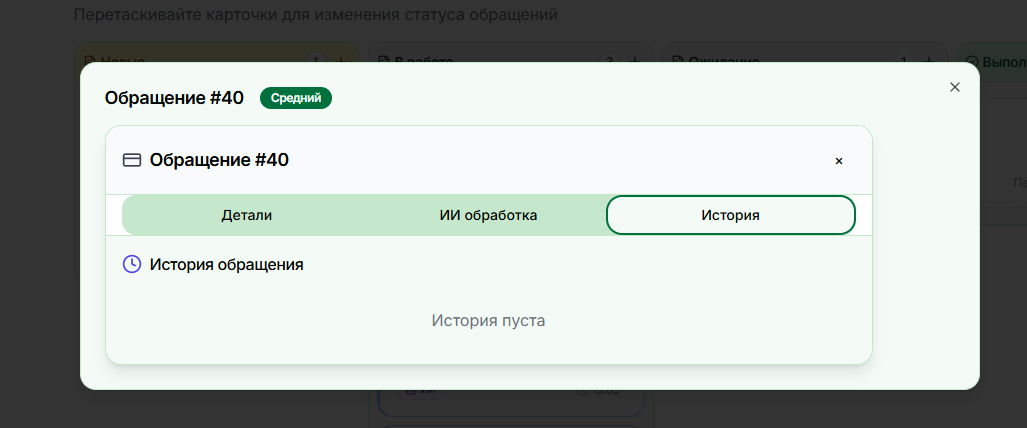 Перетаскивайте карточки для изменения статуса обращений
Новые 1 +
В работе 3 +
Ожидание 1 +
Выпол
Обращение #40 Средний ×
Обращение #40 ×
Детали ИИ обработка История
История обращения
История пуста